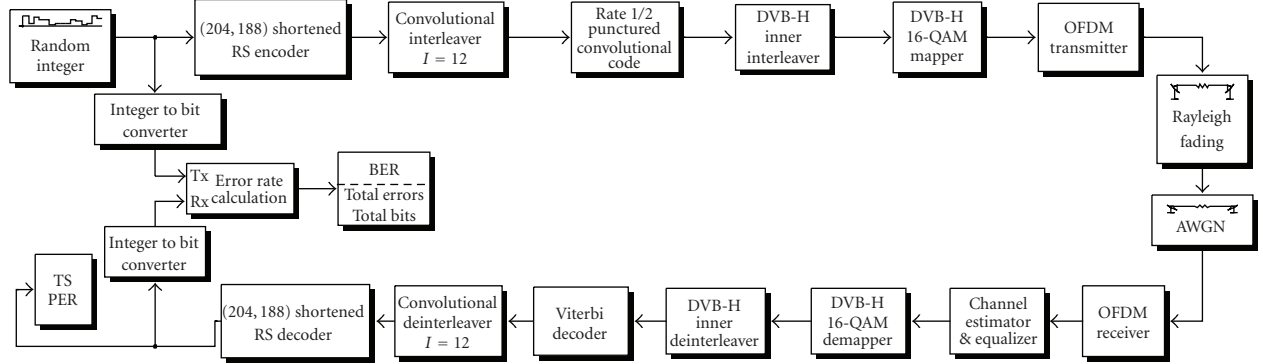 Random
integer
(204, 188) shortened
RS encoder
Convolutional
interleaver
I = 12
Rate 1/2
punctured
convolutional
code
DVB-H
inner
interleaver
DVB-H
16-QAM
mapper
OFDM
transmitter
Rayleigh
fading
AWGN
Integer to bit
converter
Tx
Rx
Error rate
calculation
BER
Total errors
Total bits
Integer to bit
converter
TS
PER
(204, 188) shortened
RS decoder
Convolutional
deinterleaver
I = 12
Viterbi
decoder
DVB-H
inner
deinterleaver
DVB-H
16-QAM
demapper
Channel
estimator
& equalizer
OFDM
receiver